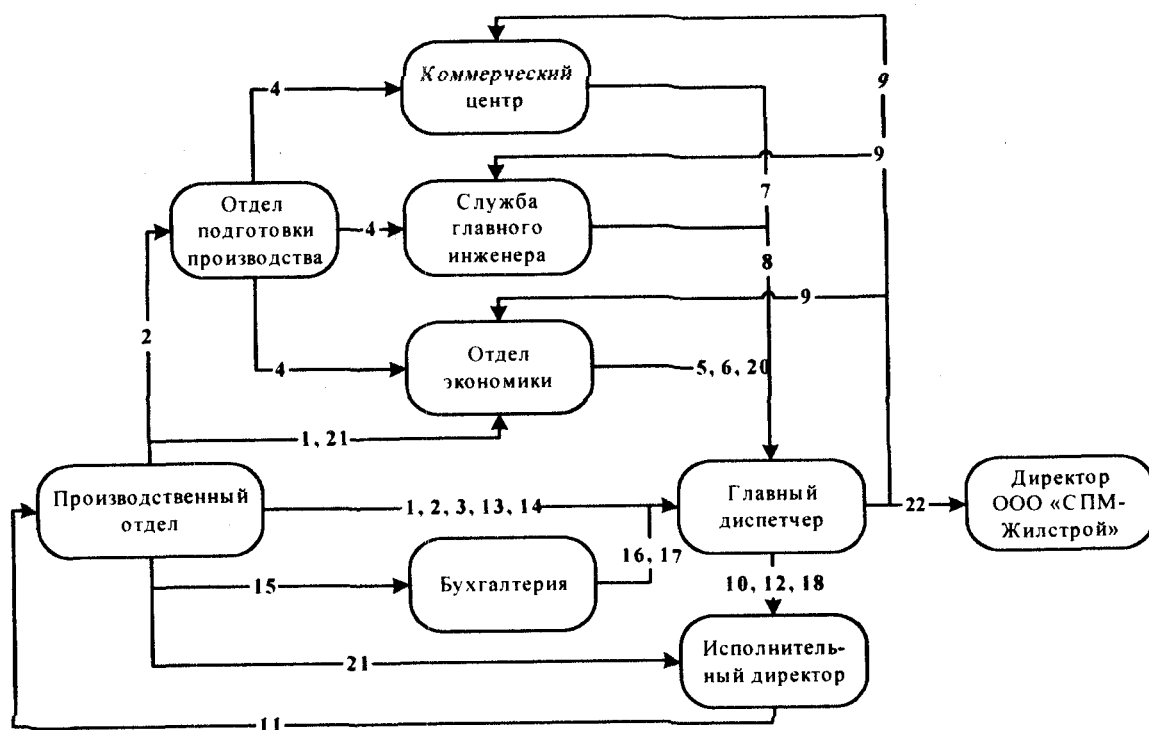 Коммерческий
центр
4
9
9
7
Отдел
подготовки
производства
4
Служба
главного
инженера
8
9
2
4
Отдел
экономики
5, 6, 20
1, 21
Производственный
отдел
1, 2, 3, 13, 14
Главный
диспетчер
22
Директор
ООО «СПМ-
Жилстрой»
16, 17
15
Бухгалтерия
10, 12, 18
21
Исполнитель-
ный директор
11